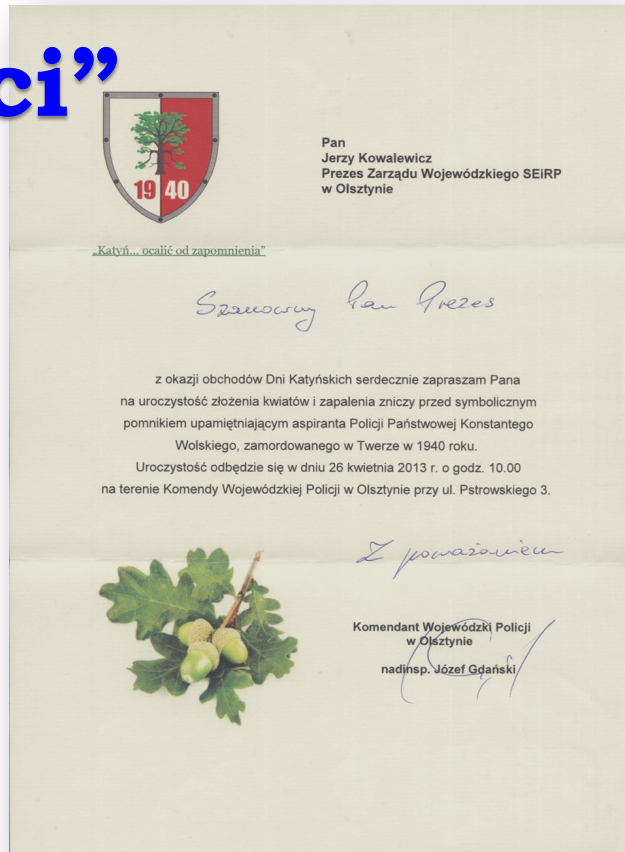 ci”
19 40
Pan
Jerzy Kowalewicz
Prezes Zarządu Wojewódzkiego SEiRP
w Olsztynie
„Katyń... ocalić od zapomnienia”
Szanowny Pan Prezes
z okazji obchodów Dni Katyńskich serdecznie zapraszam Pana
na uroczystość złożenia kwiatów i zapalenia zniczy przed symbolicznym
pomnikiem upamiętniającym aspiranta Policji Państwowej Konstantego
Wolskiego, zamordowanego w Twerze w 1940 roku.
Uroczystość odbędzie się w dniu 26 kwietnia 2013 r. o godz. 10.00
na terenie Komendy Wojewódzkiej Policji w Olsztynie przy ul. Pstrowskiego 3.
Z poważaniem
Komendant Wojewódzki Policji
w Olsztynie
nadinsp. Józef Gdański